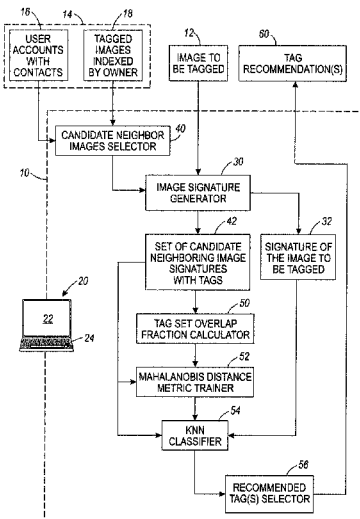 16
14
18
12
60
USER
ACCOUNTS
WITH
CONTACTS
TAGGED
IMAGES
INDEXED
BY OWNER
IMAGE TO
BE TAGGED
TAG
RECOMMENDATION(S)
40
CANDIDATE NEIGHBOR
IMAGES SELECTOR
10
30
IMAGE SIGNATURE
GENERATOR
42
32
SET OF CANDIDATE
NEIGHBORING IMAGE
SIGNATURES
WITH TAGS
SIGNATURE OF
THE IMAGE TO
BE TAGGED
20
22
24
50
TAG SET OVERLAP
FRACTION CALCULATOR
52
MAHALANOBIS DISTANCE
METRIC TRAINER
54
KNN
CLASSIFIER
56
RECOMMENDED
TAG(S) SELECTOR